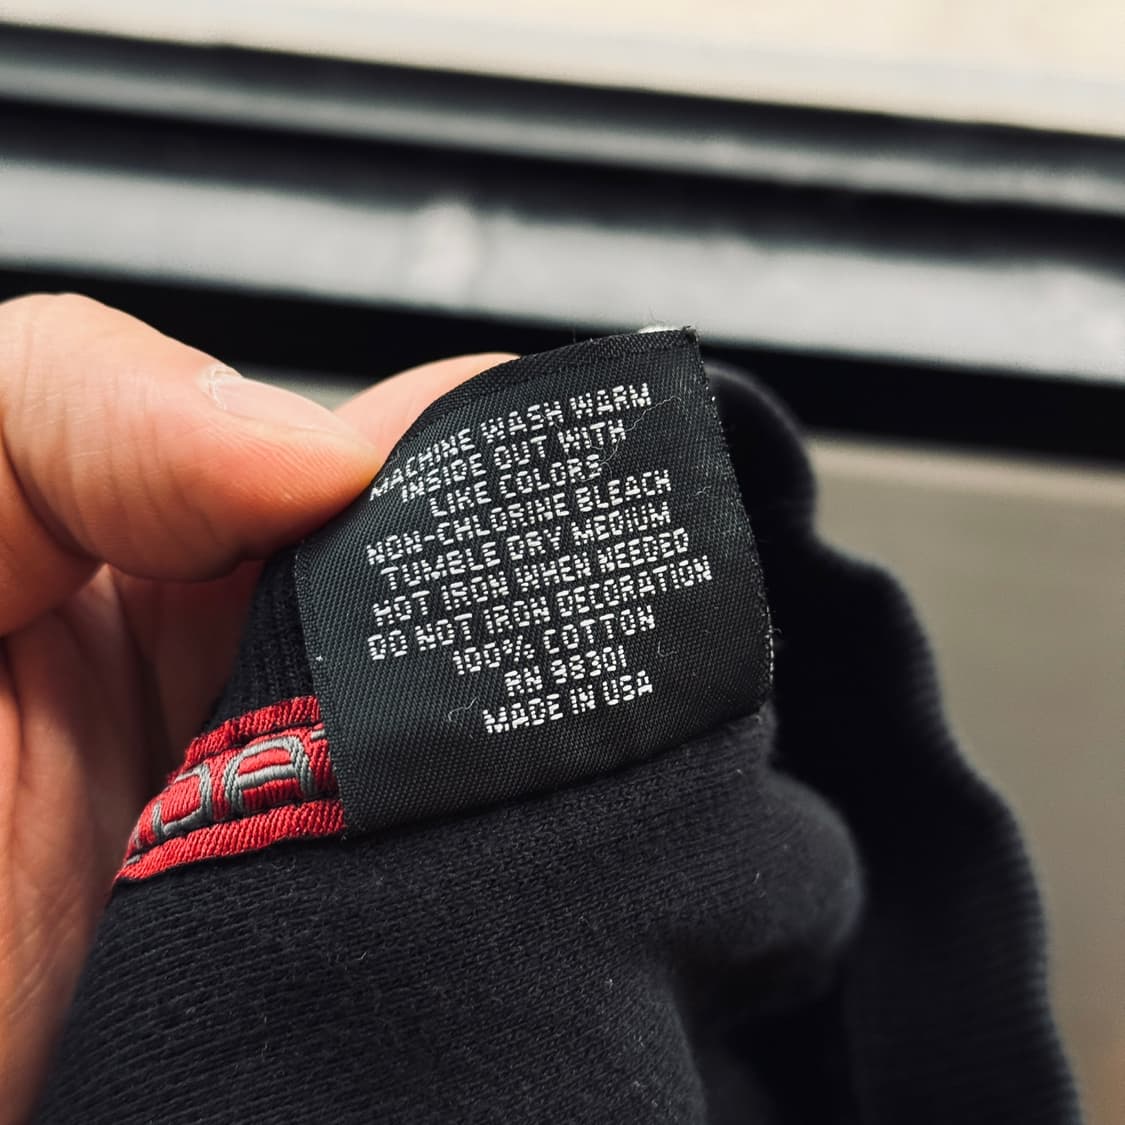 MACHINE WASH WARM
INSIDE OUT WITH
LIKE COLORS
NON-CHLORINE BLEACH
TUMBLE DRY MEDIUM
HOT IRON WHEN NEEDED
DO NOT IRON DECORATION
100% COTTON
RN 98301
MADE IN USA